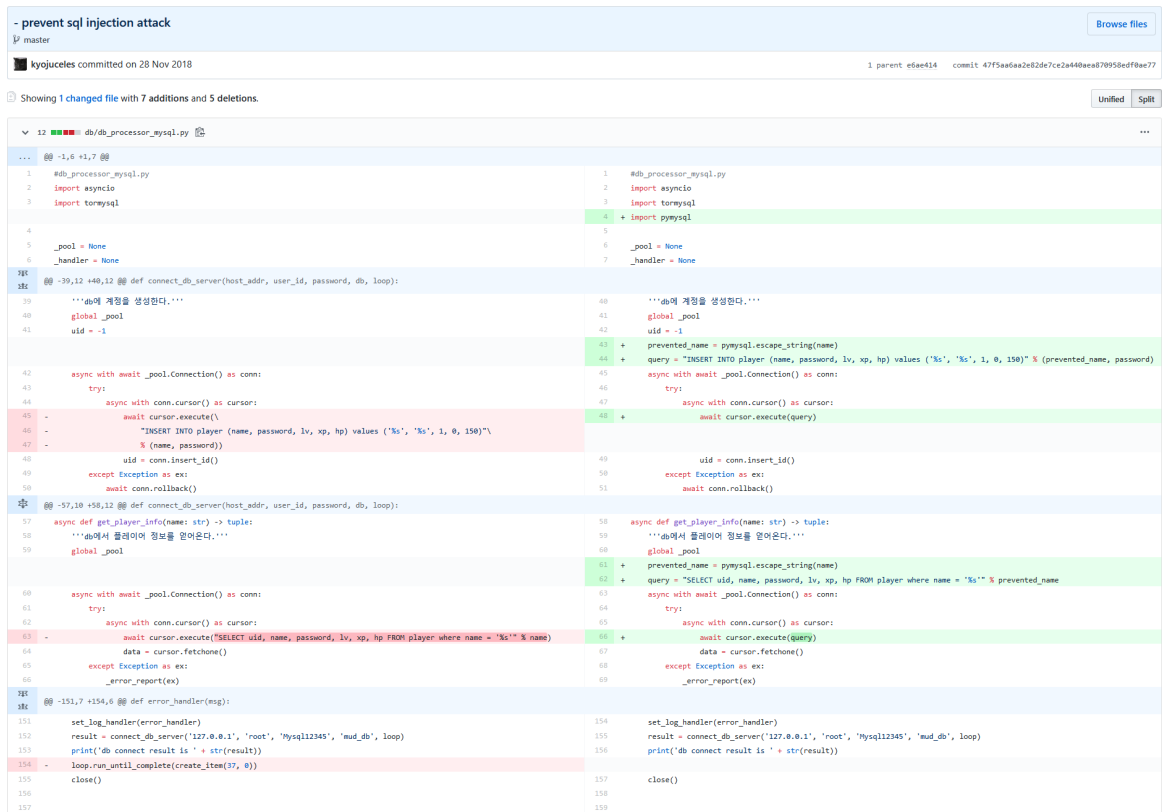 - prevent sql injection attack
Browse files
master
kyojuceles committed on 28 Nov 2018
1 parent e6ae414 commit 47f5aa6aa2e82de7ce2a440aea870958edf0ae77
Showing 1 changed file with 7 additions and 5 deletions.
Unified Split
12 db/db_processor_mysql.py
... @@ -1,6 +1,7 @@
1 #db_processor_mysql.py 1 #db_processor_mysql.py
2 import asyncio 2 import asyncio
3 import tormysql 3 import tormysql
4 + import pymysql
4 5
5 _pool = None 6 _pool = None
6 _handler = None 7 _handler = None
@@ -39,12 +40,12 @@ def connect_db_server(host_addr, user_id, password, db, loop):
39 '''db에 계정을 생성한다.''' 40 '''db에 계정을 생성한다.'''
40 global _pool 41 global _pool
41 uid = -1 42 uid = -1
43 + prevented_name = pymysql.escape_string(name)
44 + query = "INSERT INTO player (name, password, lv, xp, hp) values ('%s', '%s', 1, 0, 150)" % (prevented_name, password)
42 async with await _pool.Connection() as conn: 45 async with await _pool.Connection() as conn:
43 try: 46 try:
44 async with conn.cursor() as cursor: 47 async with conn.cursor() as cursor:
45 - await cursor.execute(\ 48 + await cursor.execute(query)
46 - "INSERT INTO player (name, password, lv, xp, hp) values ('%s', '%s', 1, 0, 150)"\
47 - % (name, password))
48 uid = conn.insert_id() 49 uid = conn.insert_id()
49 except Exception as ex: 50 except Exception as ex:
50 await conn.rollback() 51 await conn.rollback()
@@ -57,10 +58,12 @@ def connect_db_server(host_addr, user_id, password, db, loop):
57 async def get_player_info(name: str) -> tuple: 58 async def get_player_info(name: str) -> tuple:
58 '''db에서 플레이어 정보를 얻어온다.''' 59 '''db에서 플레이어 정보를 얻어온다.'''
59 global _pool 60 global _pool
61 + prevented_name = pymysql.escape_string(name)
62 + query = "SELECT uid, name, password, lv, xp, hp FROM player where name = '%s'" % prevented_name
60 async with await _pool.Connection() as conn: 63 async with await _pool.Connection() as conn:
61 try: 64 try:
62 async with conn.cursor() as cursor: 65 async with conn.cursor() as cursor:
63 - await cursor.execute("SELECT uid, name, password, lv, xp, hp FROM player where name = '%s'" % name) 66 + await cursor.execute(query)
64 data = cursor.fetchone() 67 data = cursor.fetchone()
65 except Exception as ex: 68 except Exception as ex:
66 _error_report(ex) 69 _error_report(ex)
@@ -151,7 +154,6 @@ def error_handler(msg):
151 set_log_handler(error_handler) 154 set_log_handler(error_handler)
152 result = connect_db_server('127.0.0.1', 'root', 'Mysql12345', 'mud_db', loop) 155 result = connect_db_server('127.0.0.1', 'root', 'Mysql12345', 'mud_db', loop)
153 print('db connect result is ' + str(result)) 156 print('db connect result is ' + str(result))
154 - loop.run_until_complete(create_item(37, 0))
155 close() 157 close()
156 158
157 159